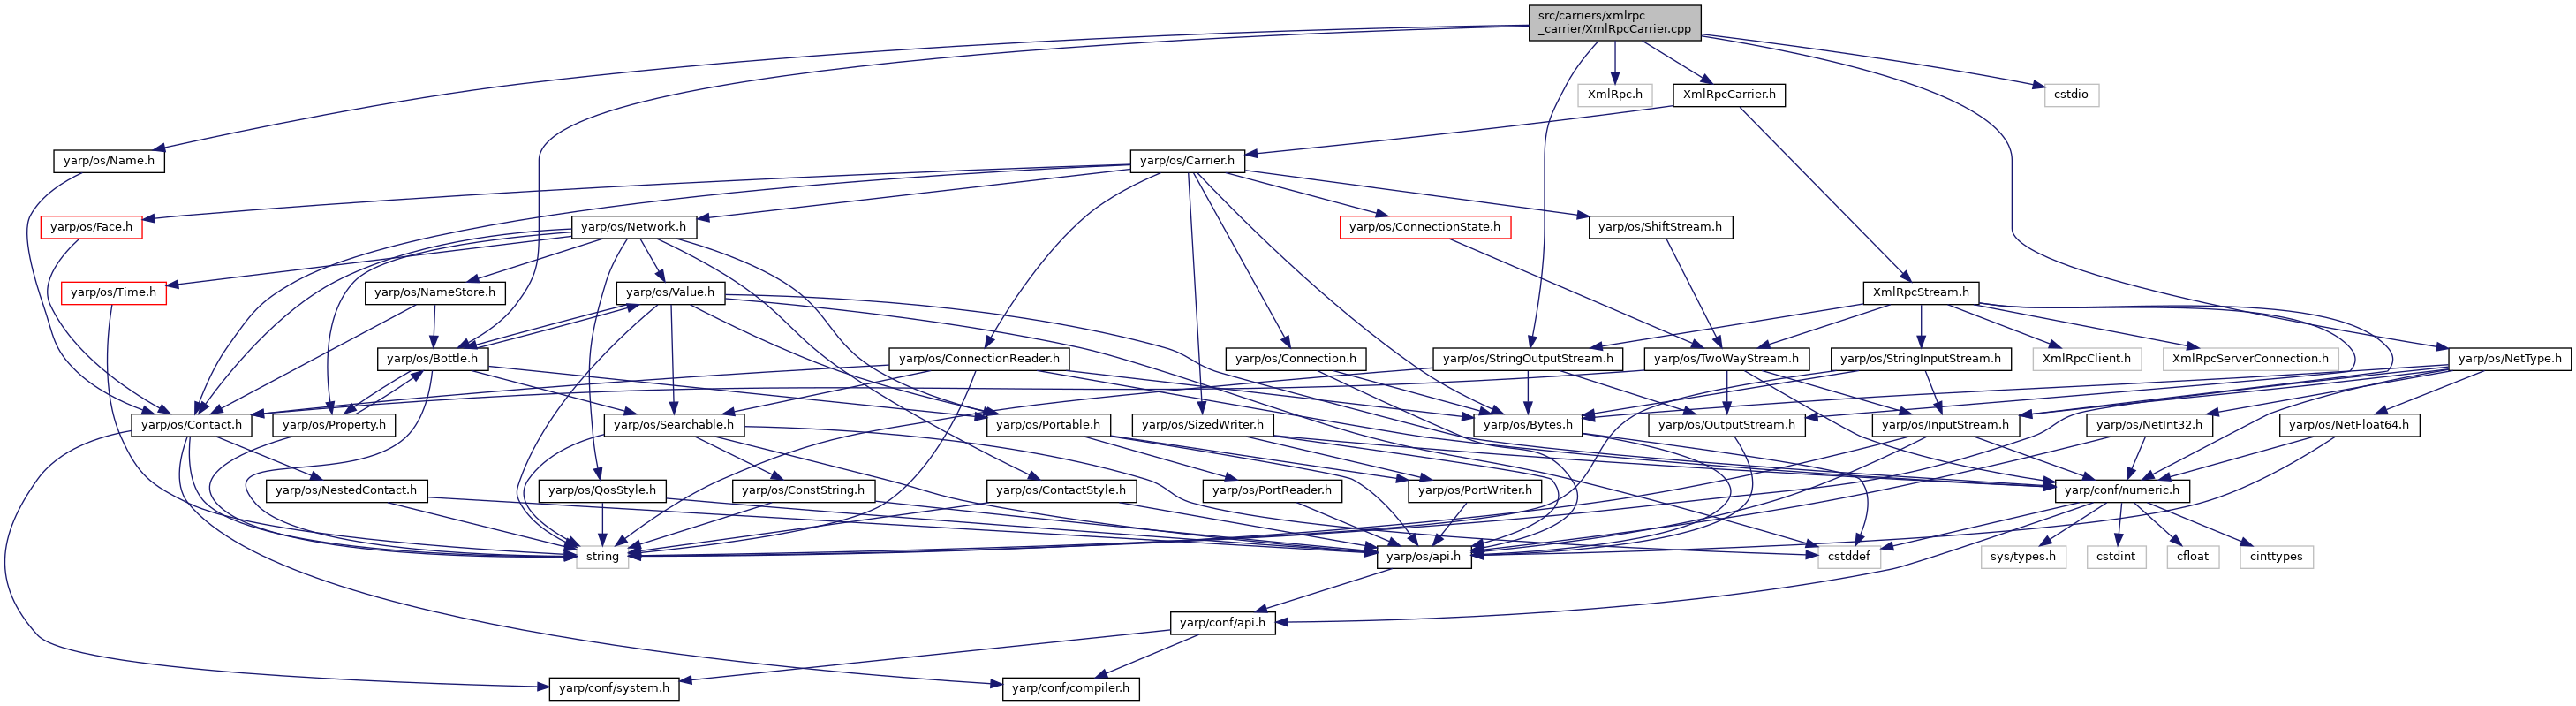 src/carriers/xmlrpc
_carrier/XmlRpcCarrier.cpp
XmlRpc.h
XmlRpcCarrier.h
cstdio
yarp/os/Name.h
yarp/os/Carrier.h
yarp/os/Face.h
yarp/os/Network.h
yarp/os/ConnectionState.h
yarp/os/ShiftStream.h
yarp/os/Time.h
yarp/os/NameStore.h
yarp/os/Value.h
XmlRpcStream.h
yarp/os/Bottle.h
yarp/os/ConnectionReader.h
yarp/os/Connection.h
yarp/os/StringOutputStream.h
yarp/os/TwoWayStream.h
yarp/os/StringInputStream.h
XmlRpcClient.h
XmlRpcServerConnection.h
yarp/os/NetType.h
yarp/os/Contact.h
yarp/os/Property.h
yarp/os/Searchable.h
yarp/os/Portable.h
yarp/os/SizedWriter.h
yarp/os/Bytes.h
yarp/os/OutputStream.h
yarp/os/InputStream.h
yarp/os/NetInt32.h
yarp/os/NetFloat64.h
yarp/os/NestedContact.h
yarp/os/QosStyle.h
yarp/os/ConstString.h
yarp/os/ContactStyle.h
yarp/os/PortReader.h
yarp/os/PortWriter.h
yarp/conf/numeric.h
string
yarp/os/api.h
cstddef
sys/types.h
cstdint
cfloat
cinttypes
yarp/conf/api.h
yarp/conf/system.h
yarp/conf/compiler.h